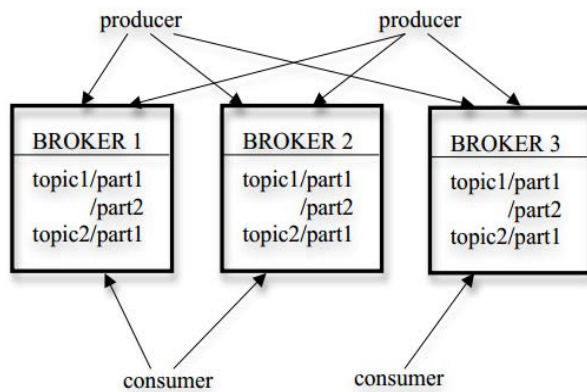 producer producer
BROKER 1 BROKER 2 BROKER 3
topic1/part1 topic1/part1 topic1/part1
/part2 /part2 /part2
topic2/part1 topic2/part1 topic2/part1
consumer consumer